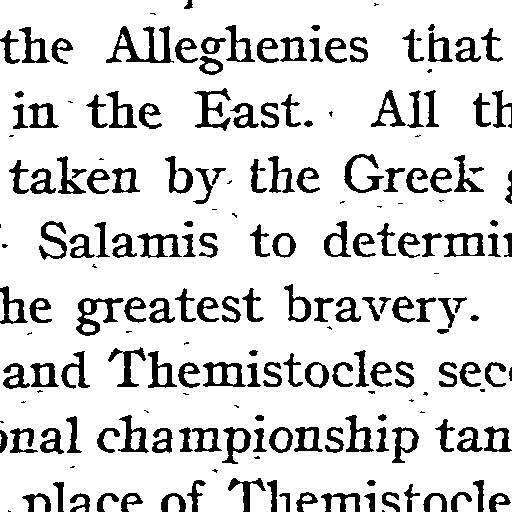 the Alleghenies that
in the East. All th
taken by the Greek
Salamis to determin
he greatest bravery.
and Themistocles sec
onal championship tan
place of Themistocle